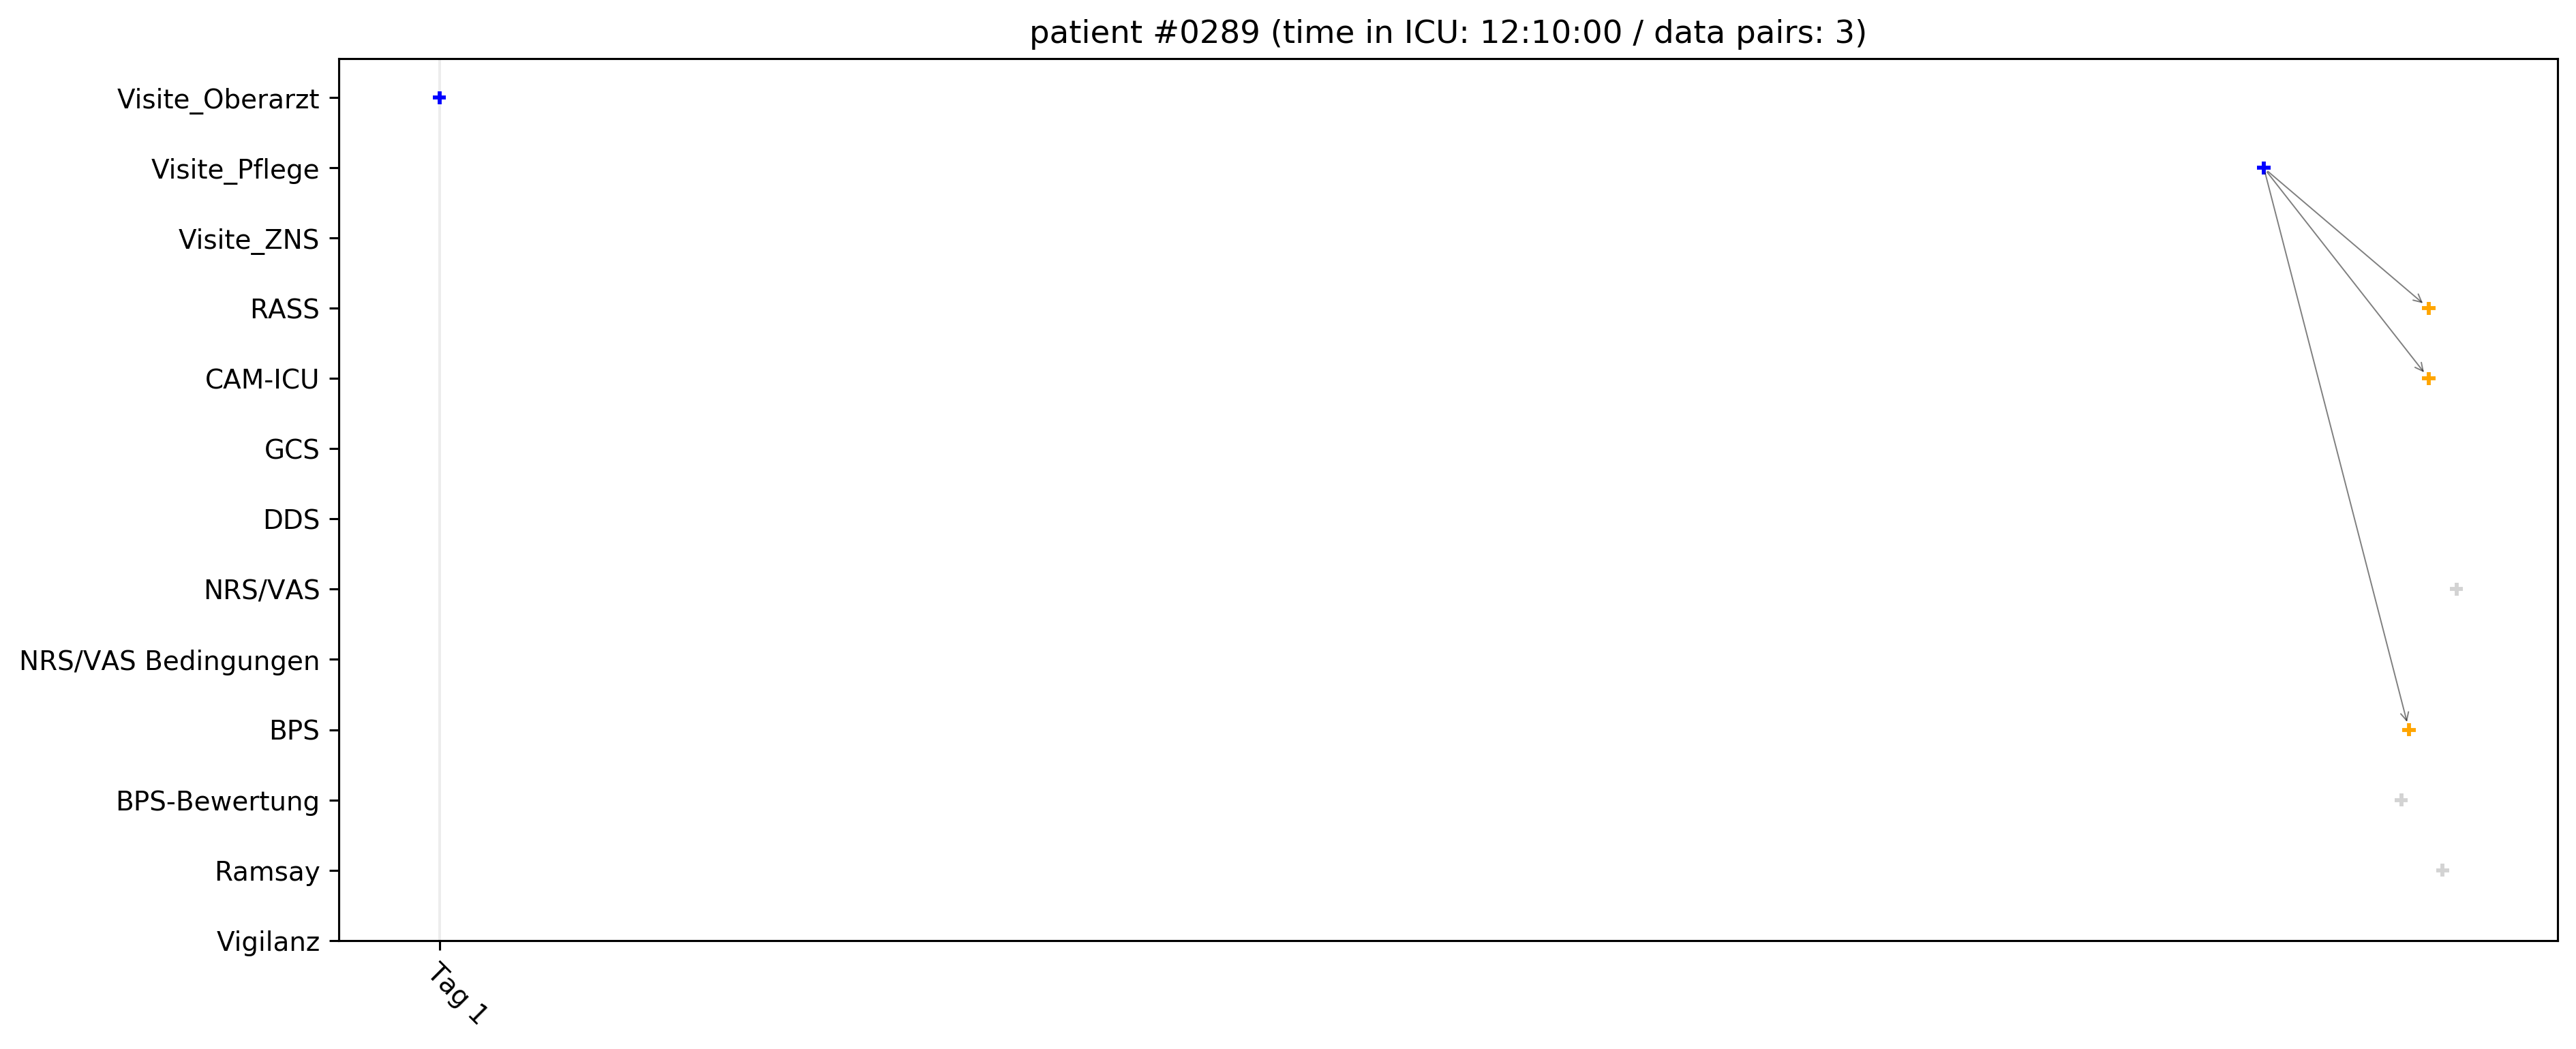 patient #0289 (time in ICU: 12:10:00 / data pairs: 3)
Visite_Oberarzt
Visite_Pflege
Visite_ZNS
RASS
CAM-ICU
GCS
DDS
NRS/VAS
NRS/VAS Bedingungen
BPS
BPS-Bewertung
Ramsay
Vigilanz
Tag 1